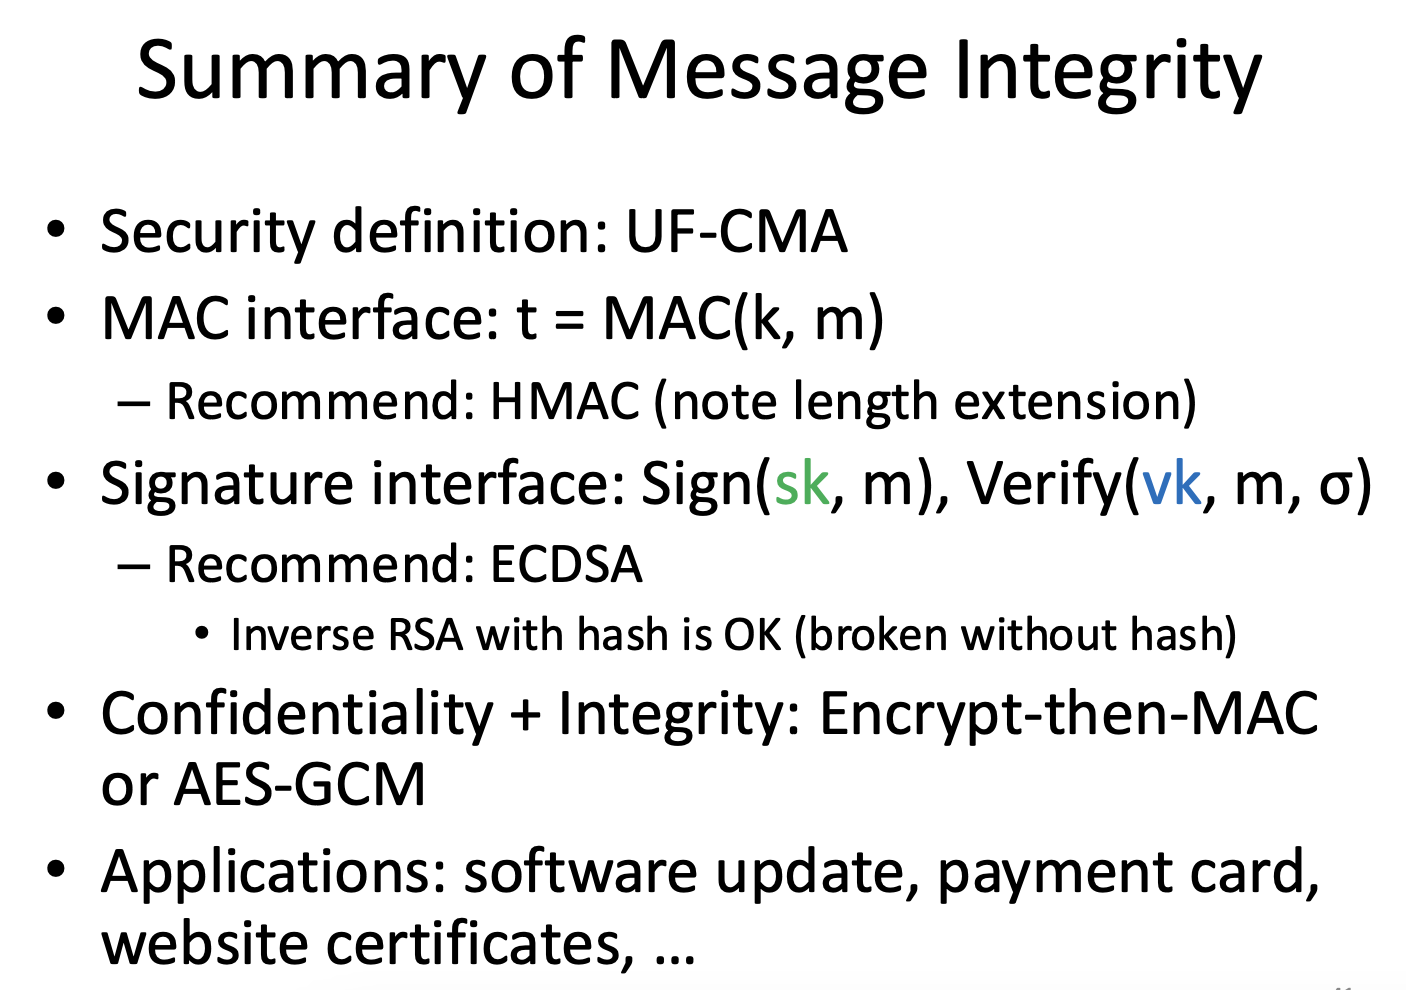 Summary of Message Integrity
• Security definition: UF-CMA
• MAC interface: t = MAC(k, m)
– Recommend: HMAC (note length extension)
• Signature interface: Sign(sk, m), Verify(vk, m, σ)
– Recommend: ECDSA
• Inverse RSA with hash is OK (broken without hash)
• Confidentiality + Integrity: Encrypt-then-MAC
or AES-GCM
• Applications: software update, payment card,
website certificates, ...